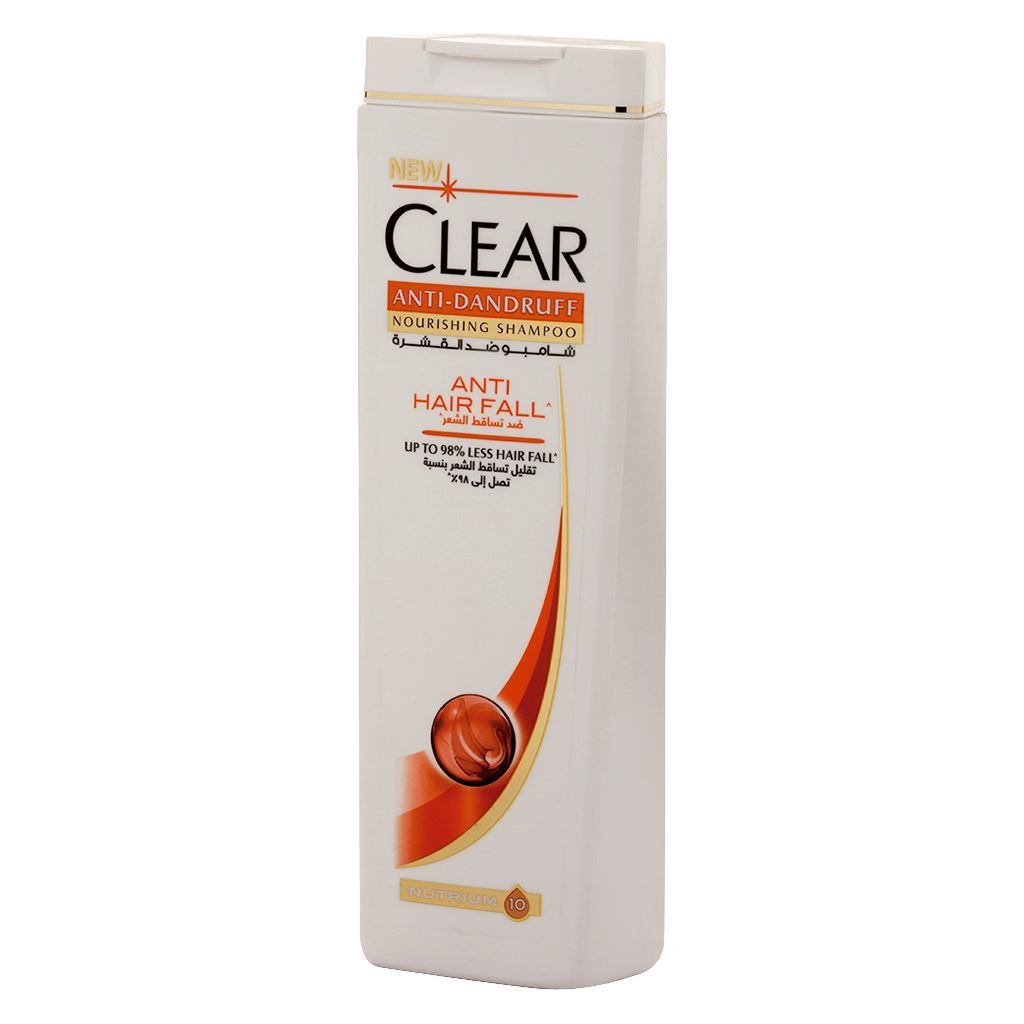 NEW
CLEAR
ANTI-DANDRUFF
NOURISHING SHAMPOO
شامبو ضد القشرة
ANTI
HAIR FALL^
ضد تساقط الشعر^
UP TO 98% LESS HAIR FALL^
تقليل تساقط الشعر بنسبة
تصل إلى ٩٨٪^
NUTRIUM 10